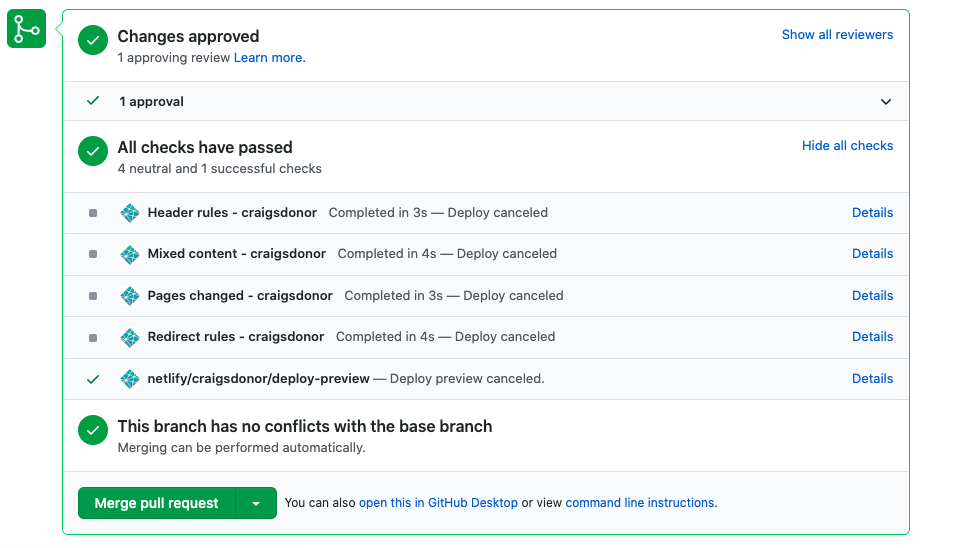 Changes approved
Show all reviewers
1 approving review Learn more.
1 approval
All checks have passed
Hide all checks
4 neutral and 1 successful checks
Header rules - craigsdonor Completed in 3s — Deploy canceled Details
Mixed content - craigsdonor Completed in 4s — Deploy canceled Details
Pages changed - craigsdonor Completed in 3s — Deploy canceled Details
Redirect rules - craigsdonor Completed in 4s — Deploy canceled Details
netlify/craigsdonor/deploy-preview — Deploy preview canceled. Details
This branch has no conflicts with the base branch
Merging can be performed automatically.
Merge pull request You can also open this in GitHub Desktop or view command line instructions.